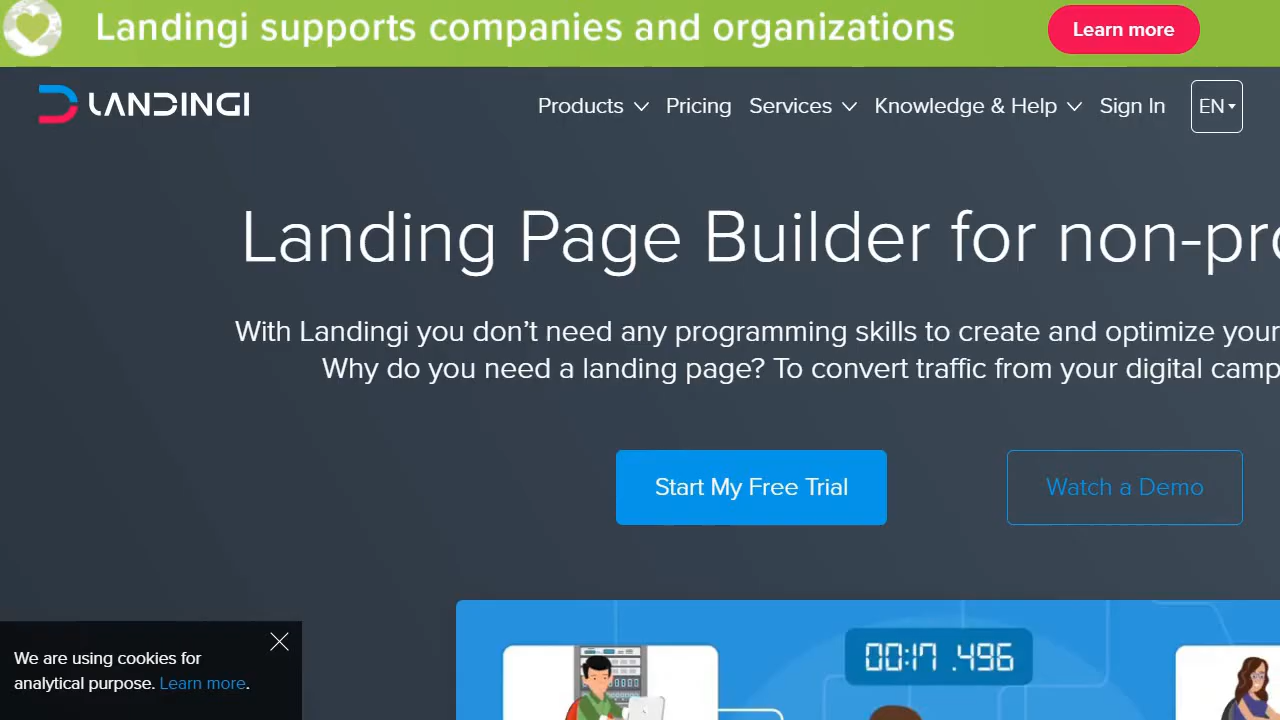 Landingi supports companies and organizations
Learn more
LANDINGI
Products
Pricing
Services
Knowledge & Help
Sign In
EN
Landing Page Builder for
With Landingi you don’t need any programming skills to create and optimize your
Why do you need a landing page? To convert traffic from your digital
Start My Free Trial
Watch a Demo
00:17 .496
We are using cookies for
analytical purpose. Learn more.